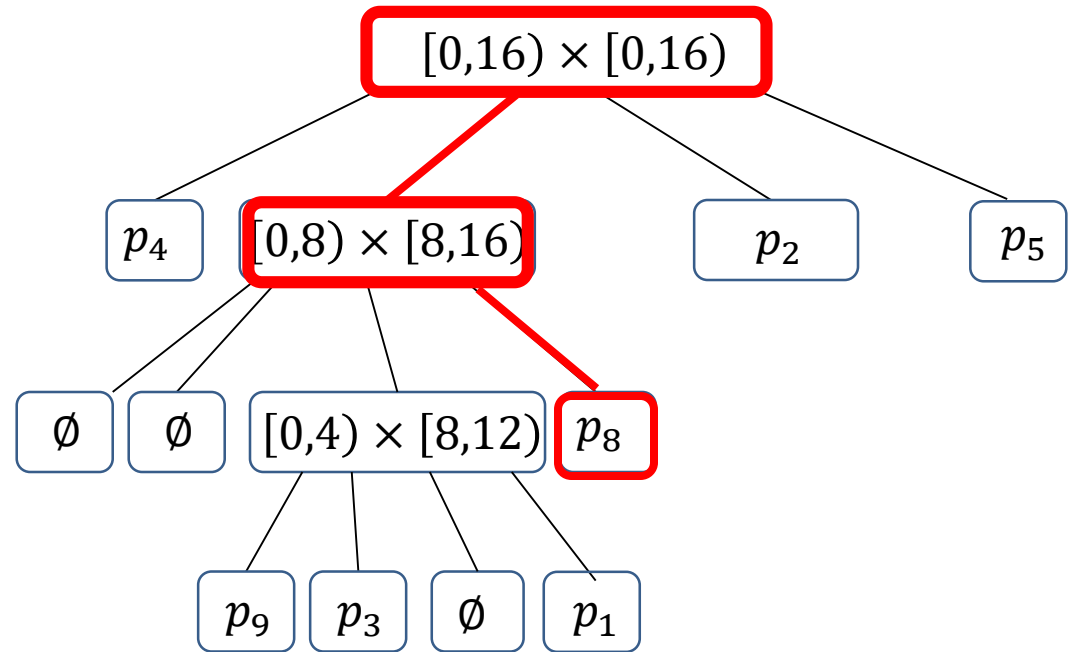 [0,16) × [0,16)
p₄ [0,8) × [8,16) p₂ p₅
∅ ∅ [0,4) × [8,12) p₈
p₉ p₃ ∅ p₁